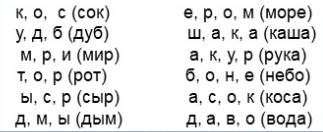 к, о, с (сок)
у, д, б (дуб)
м, р, и (мир)
т, о, р (рот)
ы, с, р (сыр)
д, м, ы (дым)
е, р, о, м (море)
ш, а, к, а (каша)
а, к, у, р (рука)
б, о, н, е (небо)
а, с, о, к (коса)
д, а, в, о (вода)